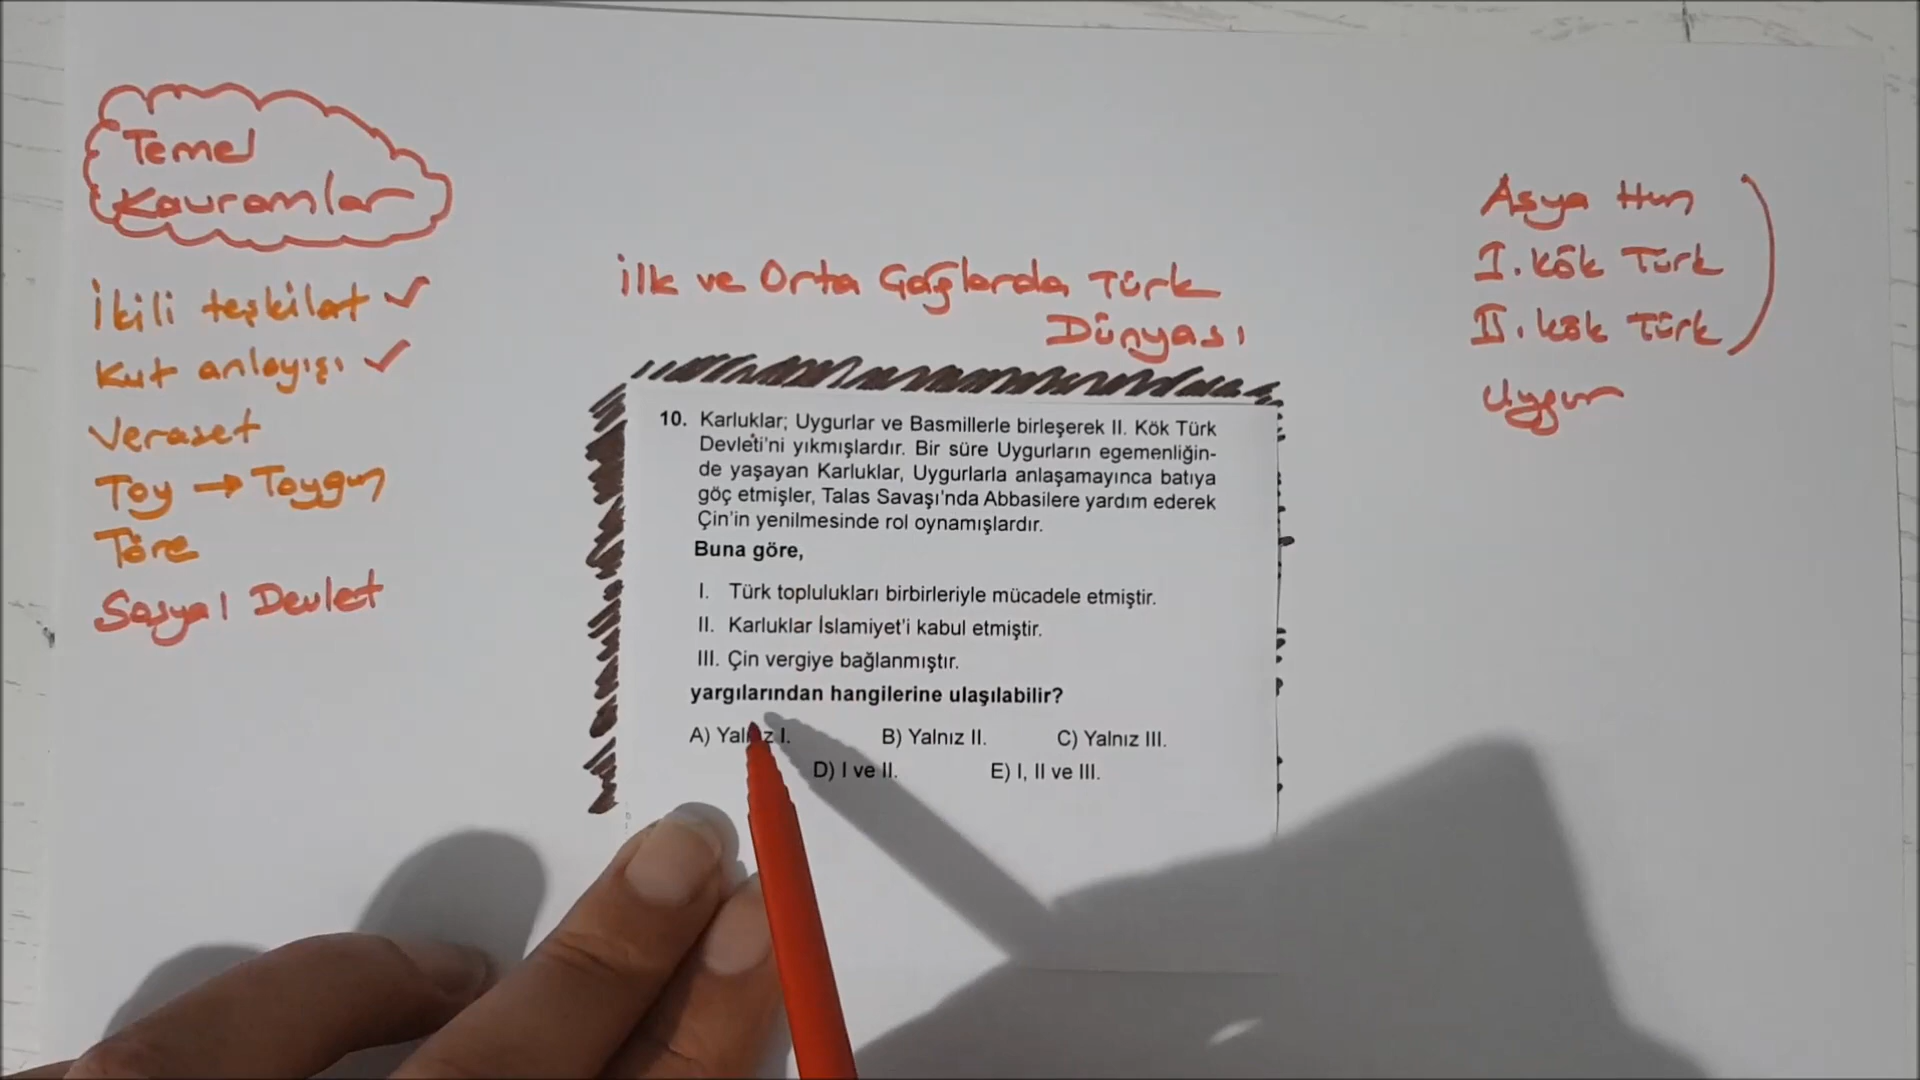 Temel
Kavramlar
İkili teşkilat ✓
Kut anlayışı ✓
Veraset
Toy → Toygun
Töre
Sosyal Devlet
İlk ve Orta Çağlarda Türk
Dünyası
10. Karluklar; Uygurlar ve Basmillerle birleşerek II. Kök Türk
Devleti'ni yıkmışlardır. Bir süre Uygurların egemenliğin-
de yaşayan Karluklar, Uygurlarla anlaşamayınca batıya
göç etmişler, Talas Savaşı'nda Abbasilere yardım ederek
Çin'in yenilmesinde rol oynamışlardır.
Buna göre,
I. Türk toplulukları birbirleriyle mücadele etmiştir.
II. Karluklar İslamiyet'i kabul etmiştir.
III. Çin vergiye bağlanmıştır.
yargılarından hangilerine ulaşılabilir?
A) Yalnız I. B) Yalnız II. C) Yalnız III.
D) I ve II. E) I, II ve III.
Asya Hun
I. Kök Türk
II. Kök Türk
Uygur